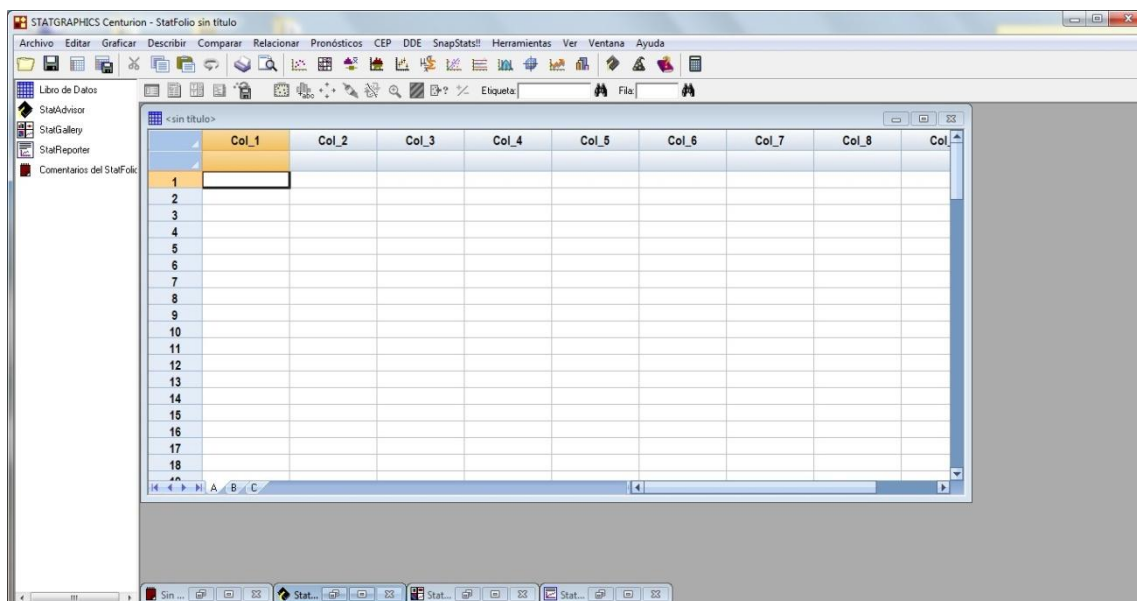 STATGRAPHICS Centurion - StatFolio sin título
Archivo Editar Graficar Describir Comparar Relacionar Pronósticos CEP DDE SnapStats!! Herramientas Ver Ventana Ayuda
Etiqueta: Fila:
Libro de Datos
StatAdvisor
StatGallery
StatReporter
Comentarios del StatFolio
<sin título>
Col_1 Col_2 Col_3 Col_4 Col_5 Col_6 Col_7 Col_8 Col_
1
2
3
4
5
6
7
8
9
10
11
12
13
14
15
16
17
18
A B C
Sin ... Stat... Stat... Stat...